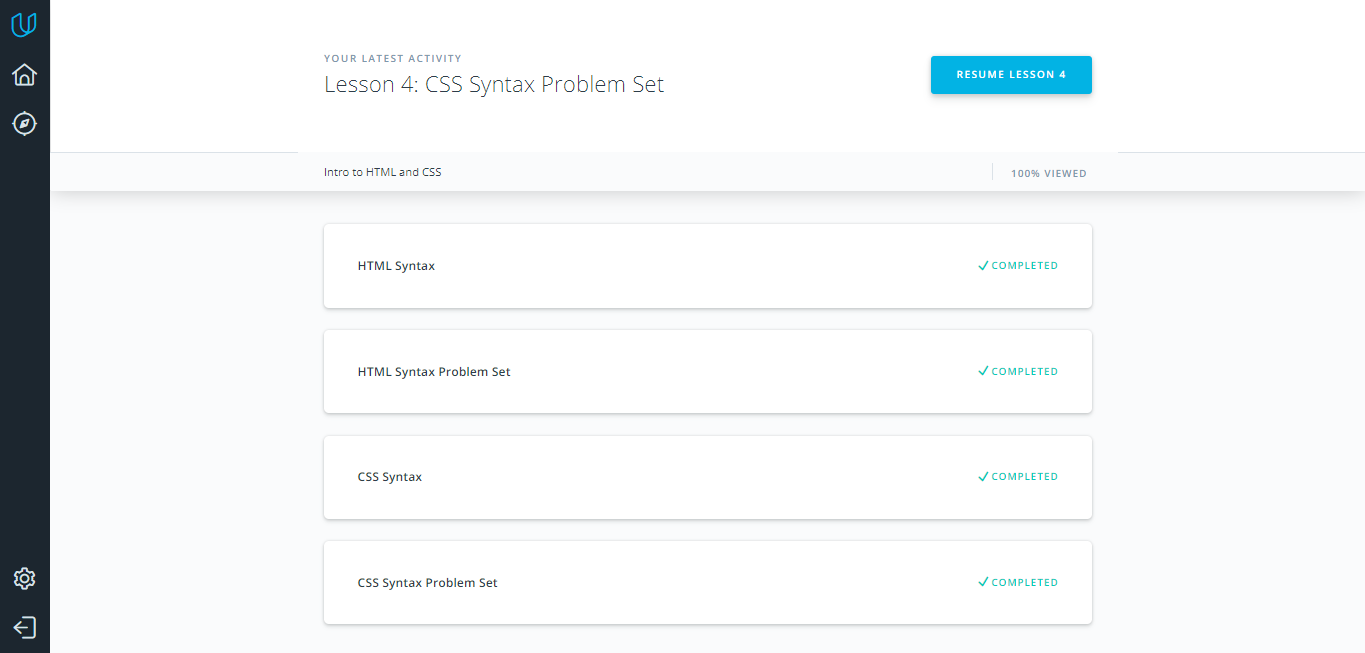 YOUR LATEST ACTIVITY
Lesson 4: CSS Syntax Problem Set
RESUME LESSON 4
Intro to HTML and CSS
100% VIEWED
HTML Syntax
COMPLETED
HTML Syntax Problem Set
COMPLETED
CSS Syntax
COMPLETED
CSS Syntax Problem Set
COMPLETED